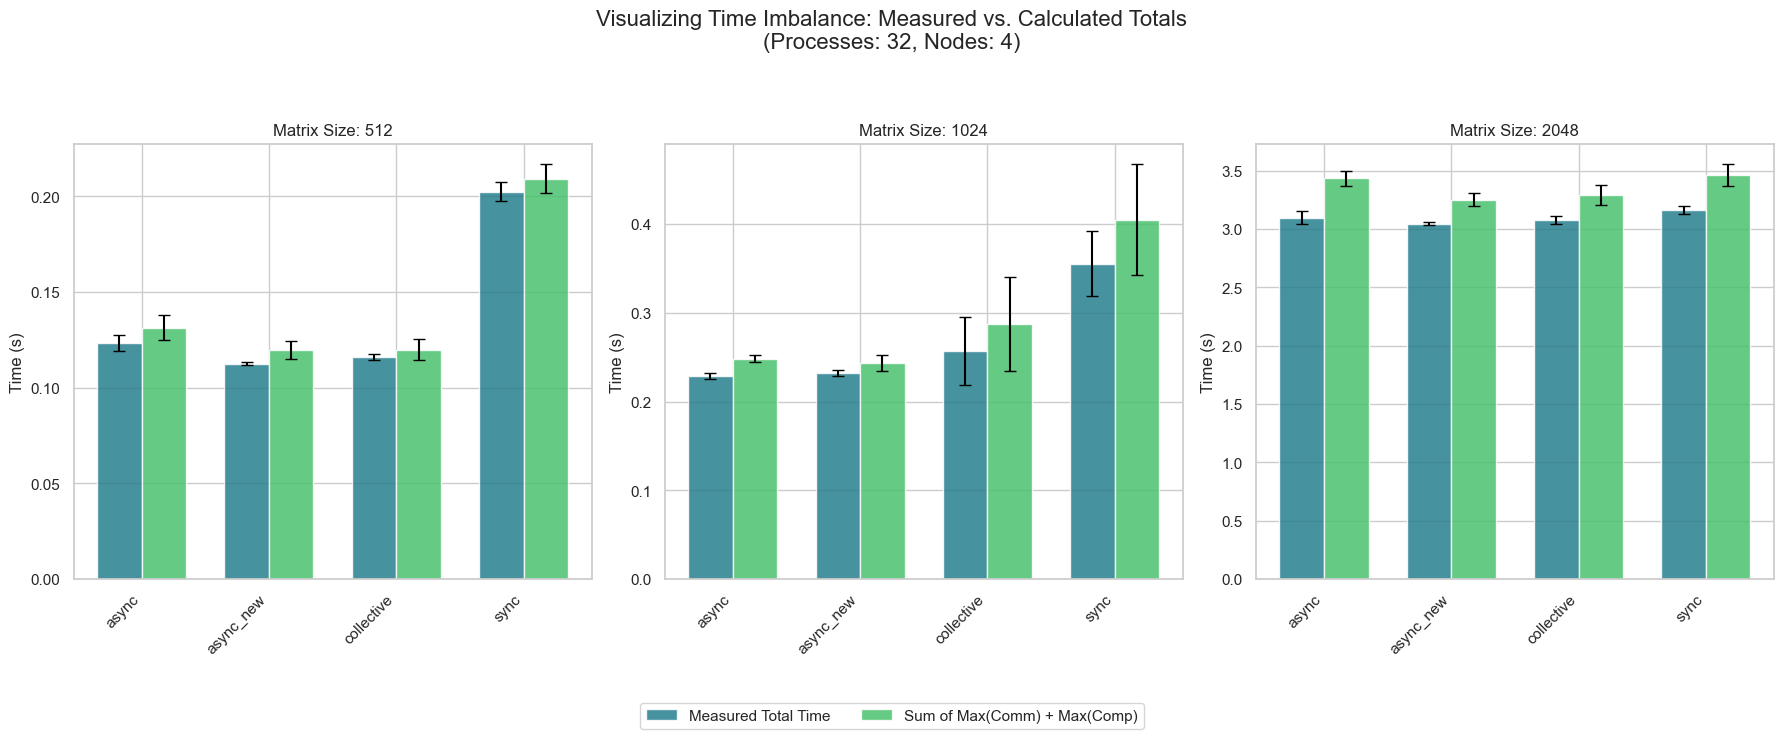 Visualizing Time Imbalance: Measured vs. Calculated Totals
(Processes: 32, Nodes: 4)
Matrix Size: 512
Time (s)
0.20
0.15
0.10
0.05
0.00
async
async_new
collective
sync
Matrix Size: 1024
Time (s)
0.4
0.3
0.2
0.1
0.0
async
async_new
collective
sync
Matrix Size: 2048
Time (s)
3.5
3.0
2.5
2.0
1.5
1.0
0.5
0.0
async
async_new
collective
sync
Measured Total Time
Sum of Max(Comm) + Max(Comp)